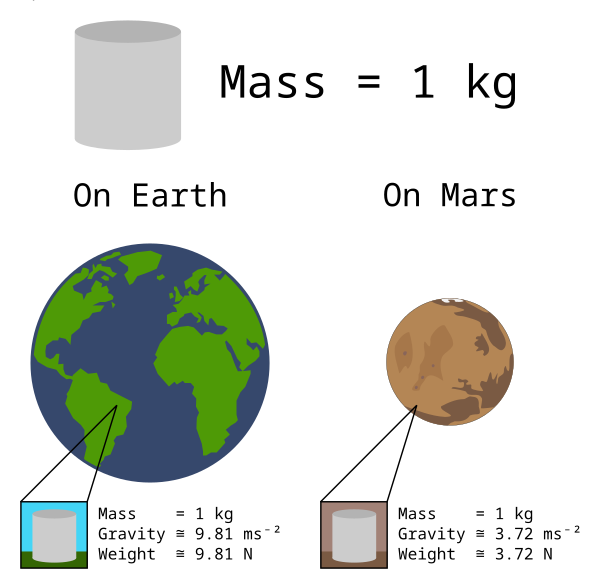 Mass = 1 kg
On Earth
On Mars
Mass    = 1 kg
Gravity ≅ 9.81 ms⁻²
Weight  ≅ 9.81 N
Mass    = 1 kg
Gravity ≅ 3.72 ms⁻²
Weight  ≅ 3.72 N